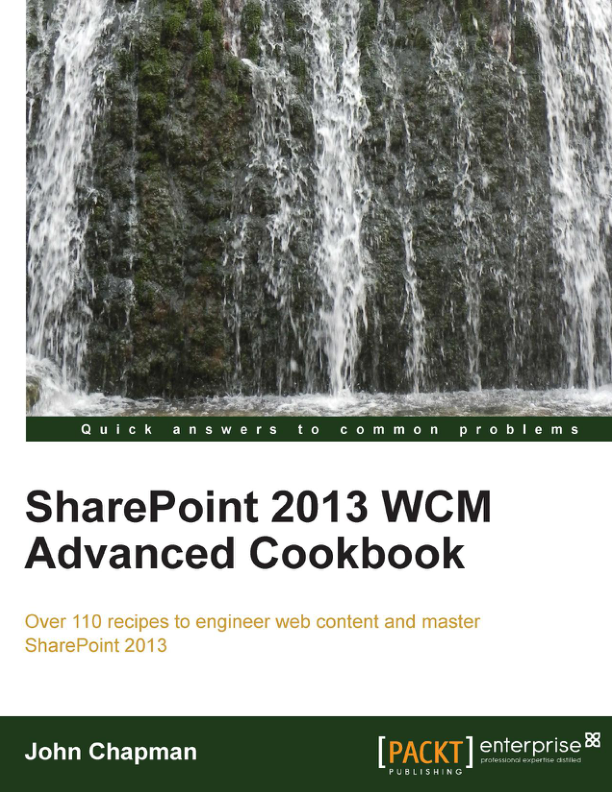 Quick answers to common problems
SharePoint 2013 WCM
Advanced Cookbook
Over 110 recipes to engineer web content and master
SharePoint 2013
John Chapman
[PACKT] enterprise
PUBLISHING
professional expertise distilled